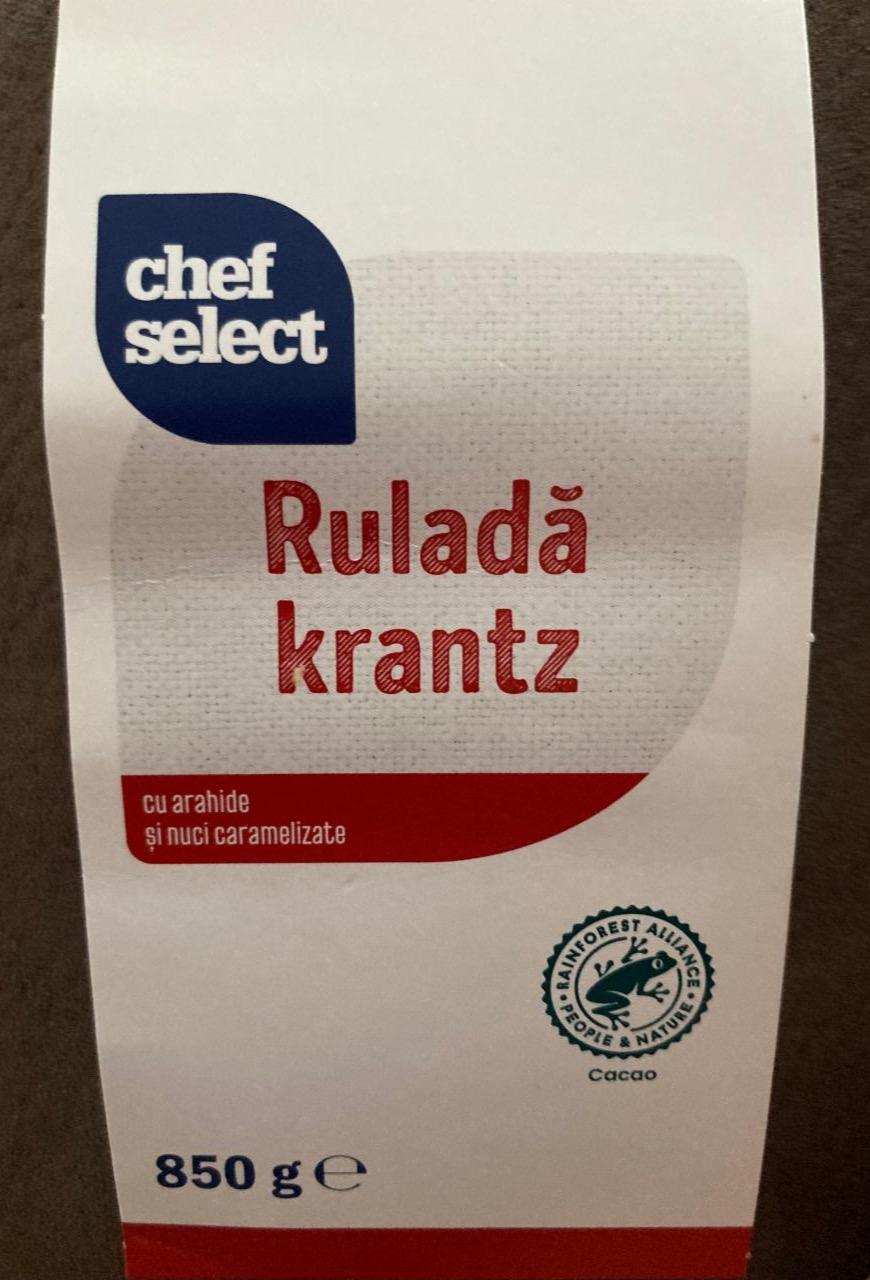 chef
select
Ruladă
krantz
cu arahide
și nuci caramelizate
RAINFOREST ALLIANCE
• PEOPLE & NATURE •
Cacao
850 g ℮